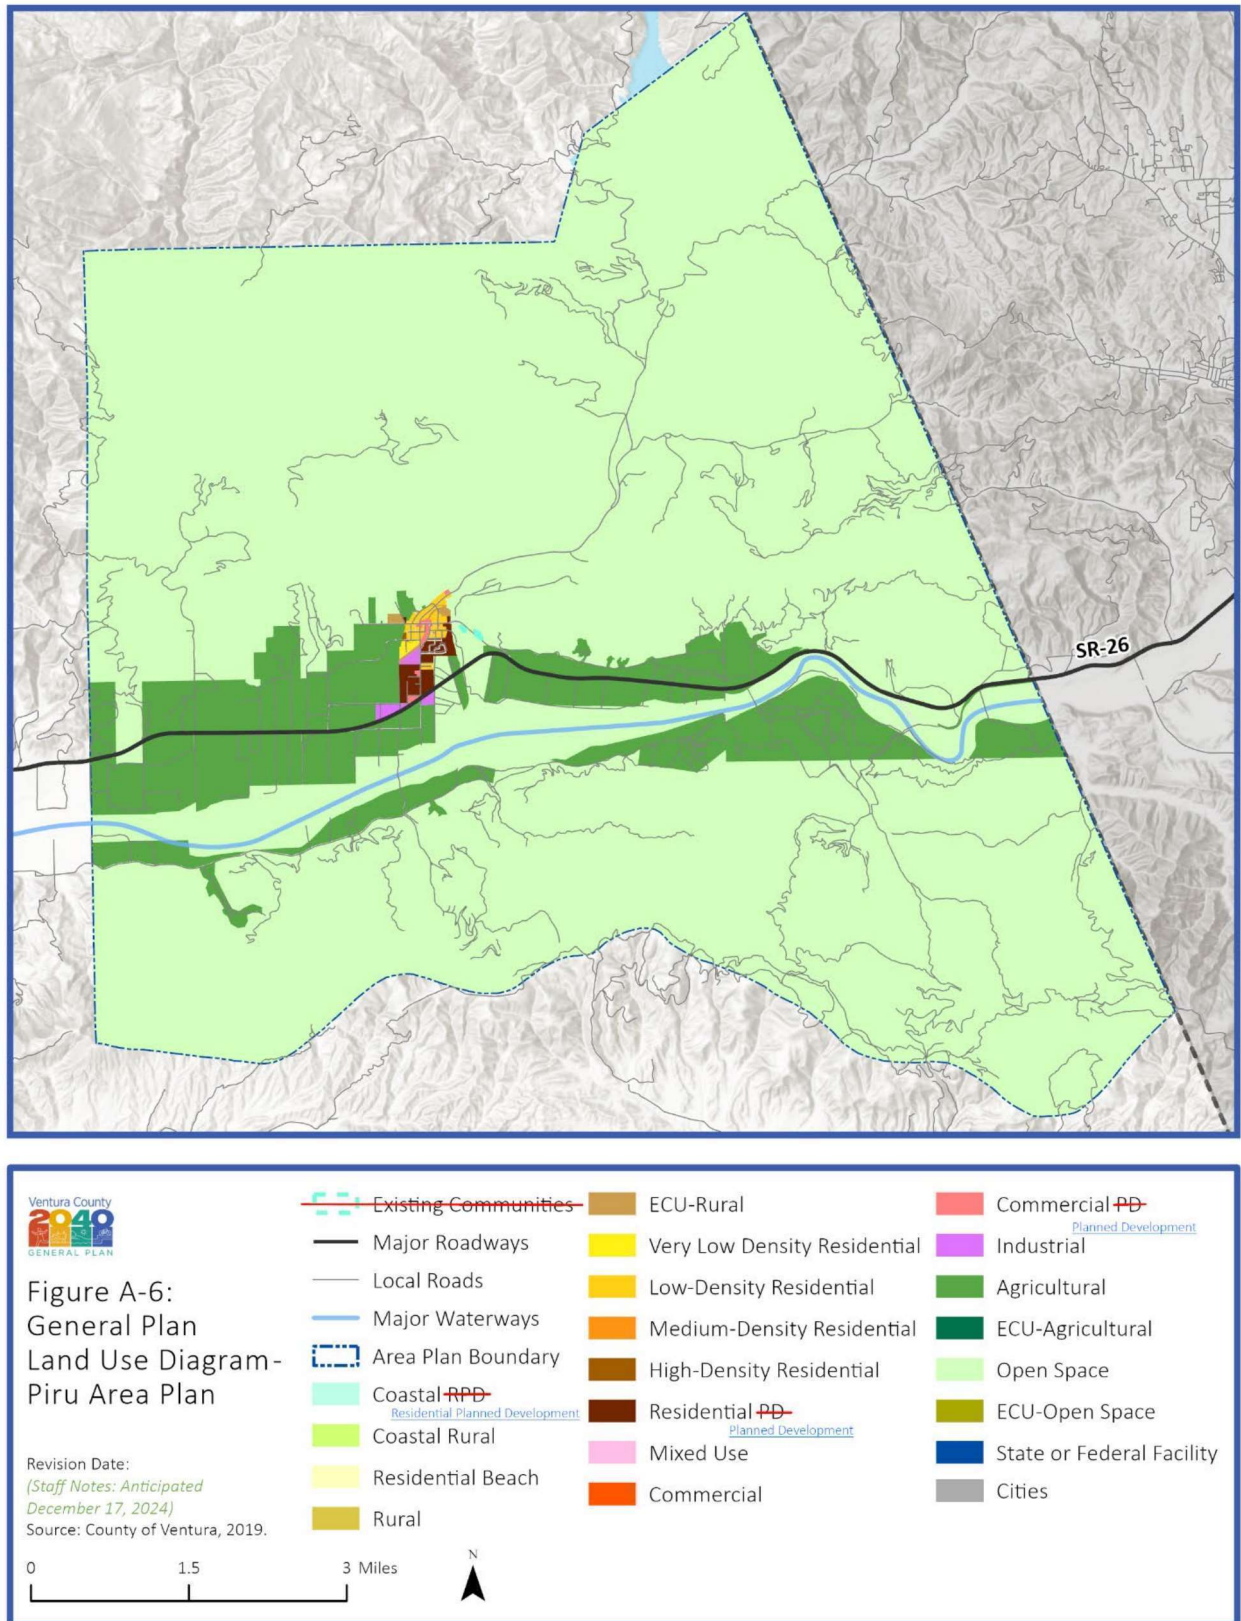 SR-26
Ventura County
2040
GENERAL PLAN
Figure A-6:
General Plan
Land Use Diagram-
Piru Area Plan
Revision Date:
(Staff Notes: Anticipated
December 17, 2024)
Source: County of Ventura, 2019.
0 1.5 3 Miles
Existing Communities
Major Roadways
Local Roads
Major Waterways
Area Plan Boundary
Coastal RPD
Residential Planned Development
Coastal Rural
Residential Beach
Rural
N
ECU-Rural
Very Low Density Residential
Low-Density Residential
Medium-Density Residential
High-Density Residential
Residential PD
Planned Development
Mixed Use
Commercial
Commercial PD
Planned Development
Industrial
Agricultural
ECU-Agricultural
Open Space
ECU-Open Space
State or Federal Facility
Cities